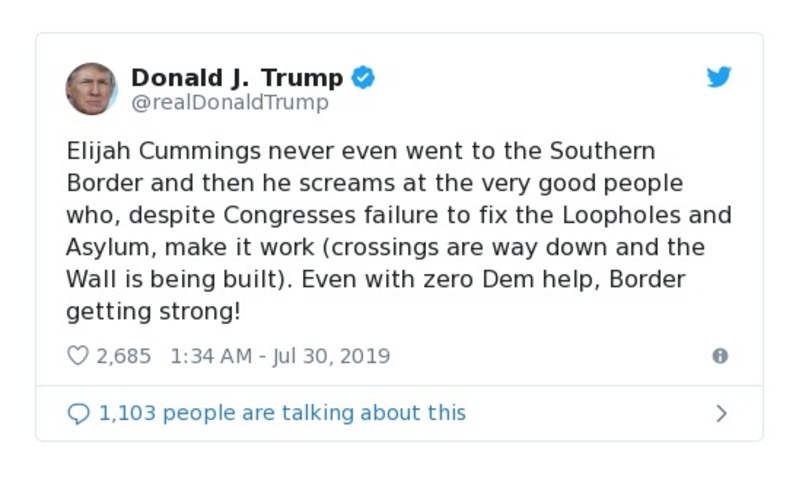 Donald J. Trump
@realDonaldTrump
Elijah Cummings never even went to the Southern
Border and then he screams at the very good people
who, despite Congresses failure to fix the Loopholes and
Asylum, make it work (crossings are way down and the
Wall is being built). Even with zero Dem help, Border
getting strong!
2,685 1:34 AM - Jul 30, 2019
1,103 people are talking about this